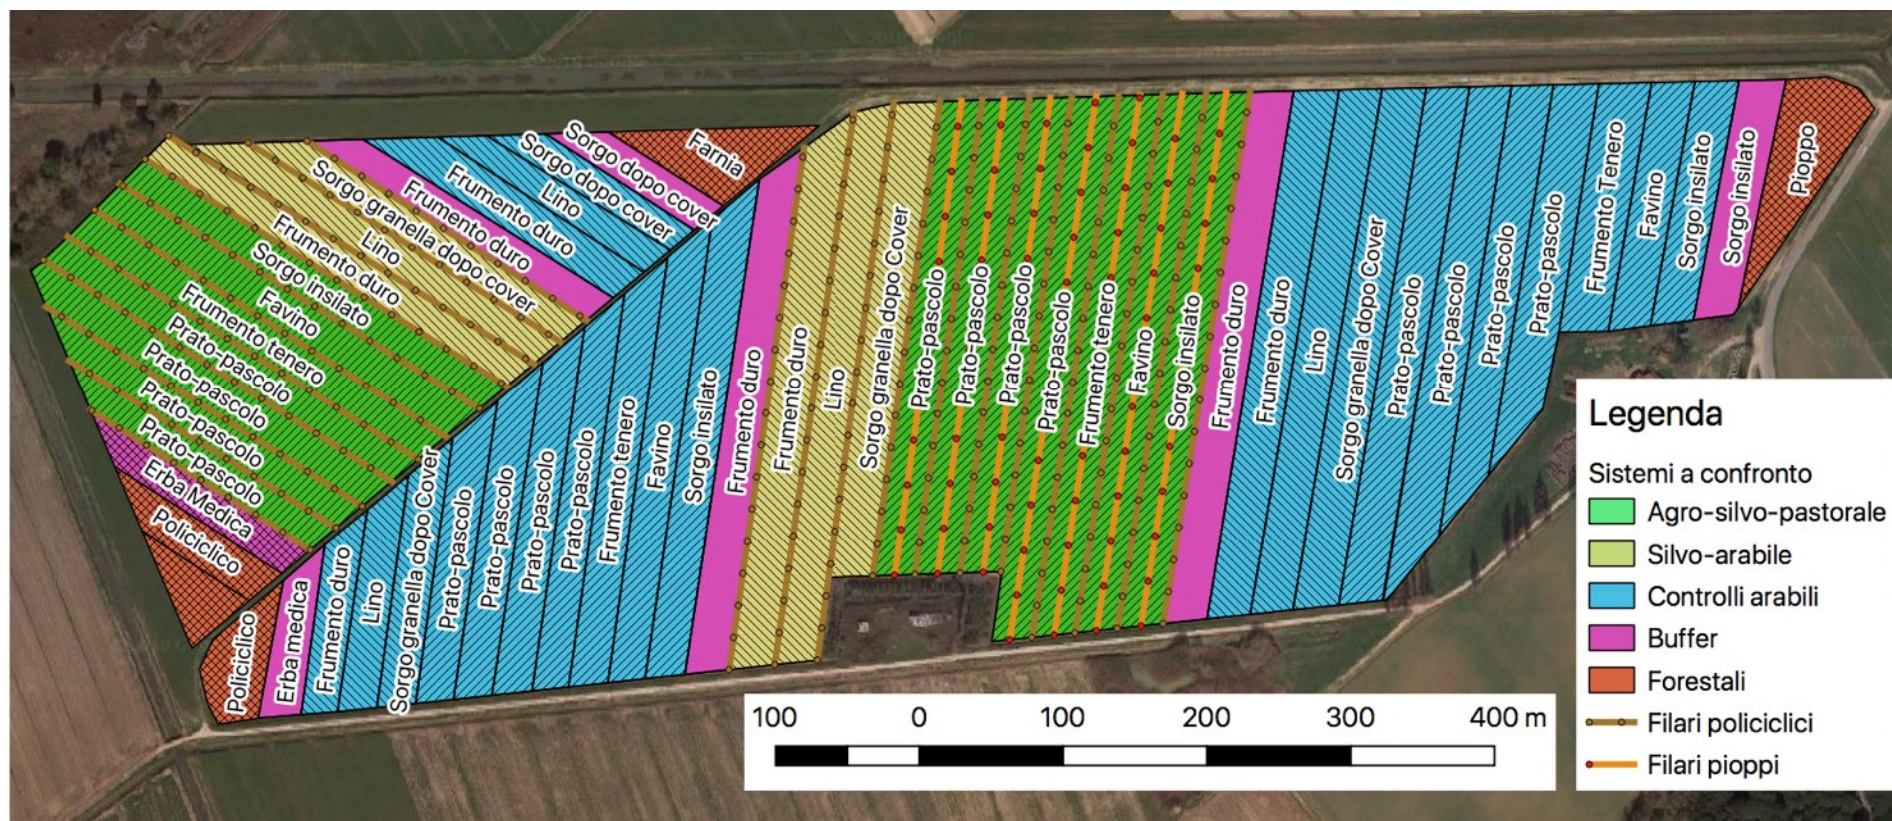 Farnia
Sorgo dopo cover
Sorgo dopo cover
Lino
Frumento duro
Frumento duro
Sorgo granella dopo cover
Lino
Frumento duro
Sorgo insilato
Favino
Frumento tenero
Prato-pascolo
Prato-pascolo
Prato-pascolo
Prato-pascolo
Erba Medica
Policiclico
Policiclico
Erba medica
Frumento duro
Lino
Sorgo granella dopo Cover
Prato-pascolo
Prato-pascolo
Prato-pascolo
Prato-pascolo
Frumento tenero
Favino
Sorgo insilato
Frumento duro
Frumento duro
Lino
Sorgo granella dopo Cover
Prato-pascolo
Prato-pascolo
Prato-pascolo
Prato-pascolo
Frumento tenero
Favino
Sorgo insilato
Frumento duro
Frumento duro
Lino
Sorgo granella dopo Cover
Prato-pascolo
Prato-pascolo
Prato-pascolo
Prato-pascolo
Frumento Tenero
Favino
Sorgo insilato
Sorgo insilato
Pioppo
Legenda
Sistemi a confronto
Agro-silvo-pastorale
Silvo-arabile
Controlli arabili
Buffer
Forestali
Filari policiclici
Filari pioppi
100 0 100 200 300 400 m